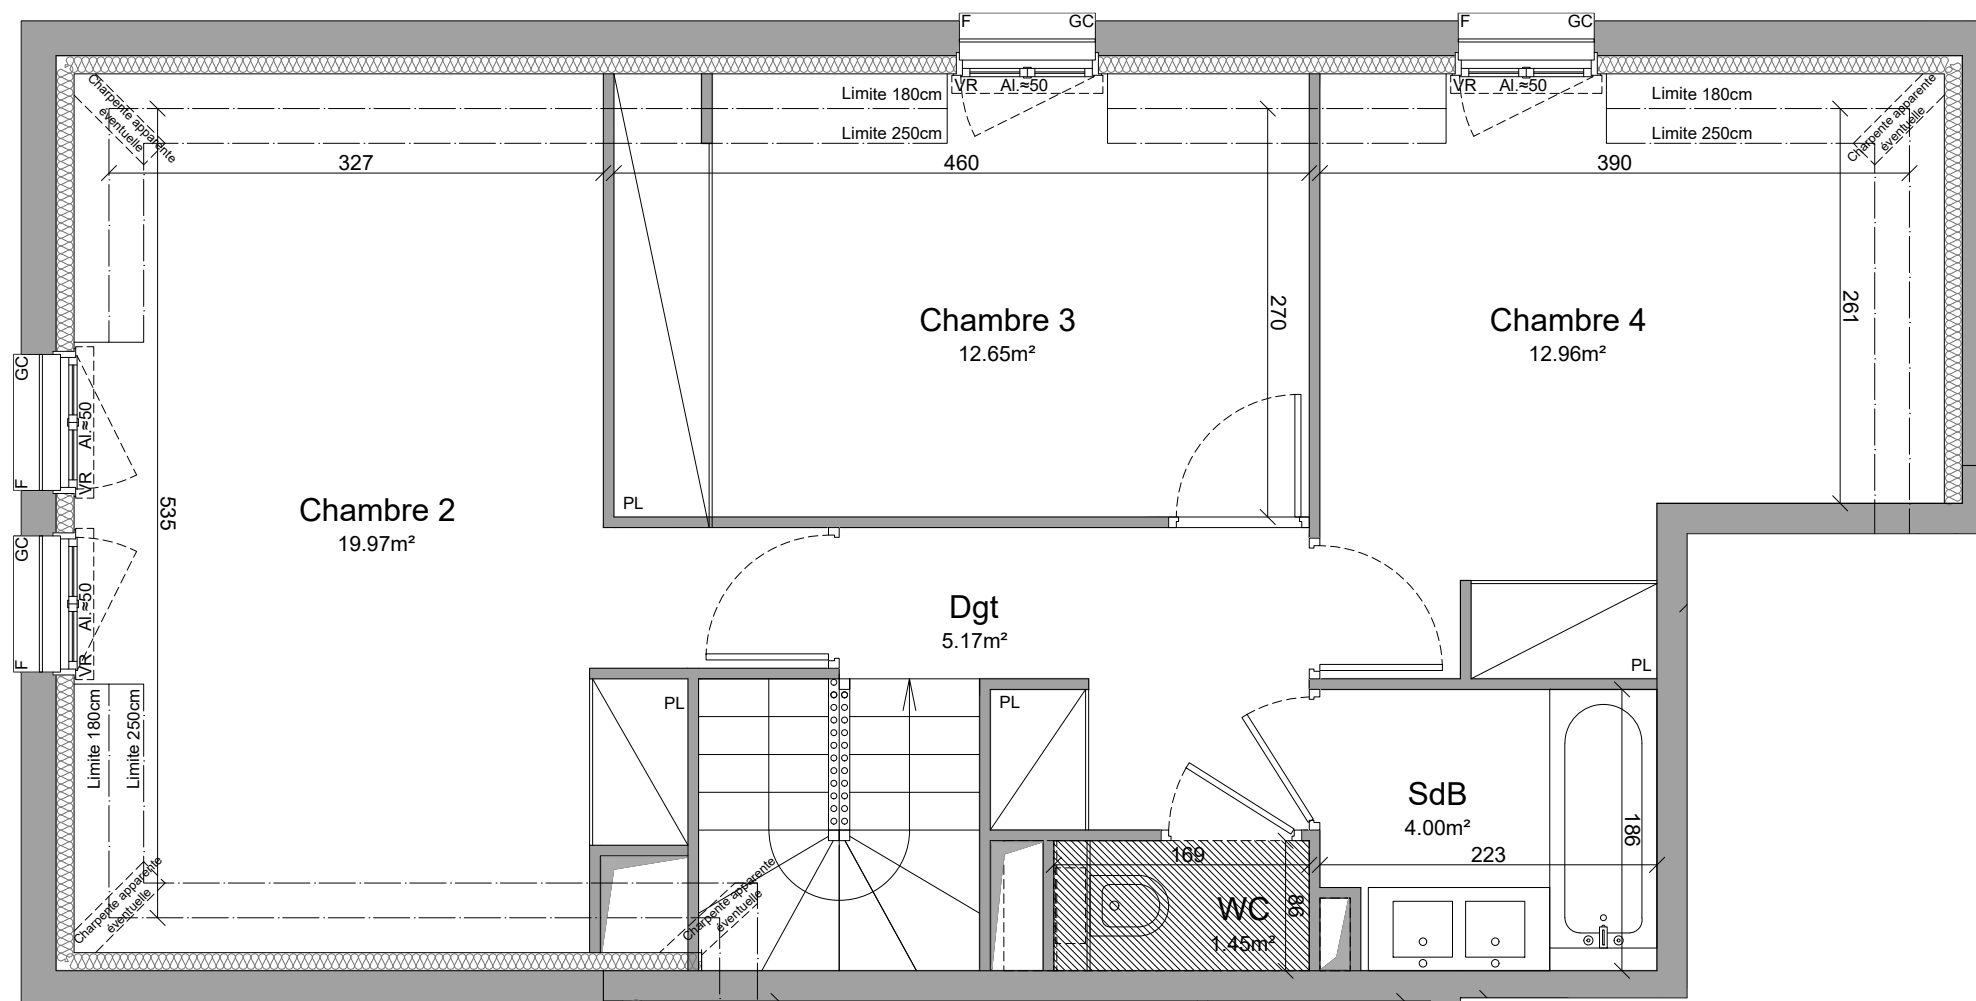 F GC
F GC
VR Al.≈50
VR Al.≈50
Charpente apparente
éventuelle
Limite 180cm
Limite 250cm
Limite 180cm
Limite 250cm
Charpente apparente
éventuelle
327
460
390
270
261
Chambre 3
12.65m²
Chambre 4
12.96m²
GC
F
Al.≈50
VR
535
Chambre 2
19.97m²
PL
GC
F
Al.≈50
VR
Dgt
5.17m²
PL
PL
PL
Limite 180cm
Limite 250cm
SdB
4.00m²
186
169
223
Charpente apparente
éventuelle
Charpente apparente
éventuelle
WC
1.45m²
86